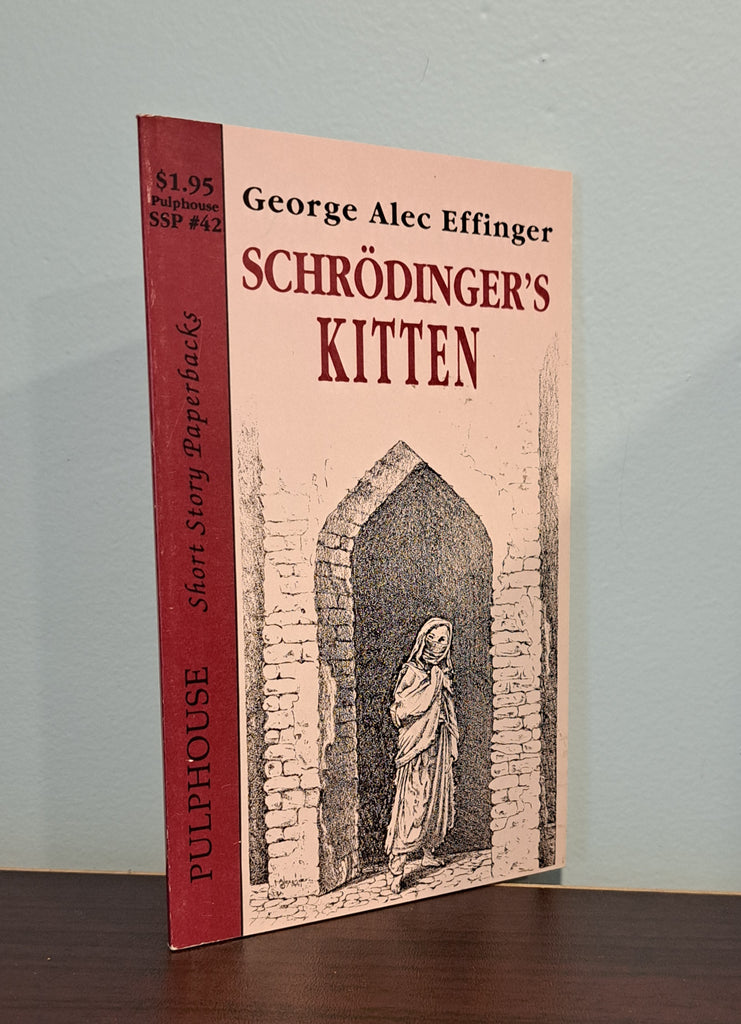 $1.95
Pulphouse
SSP #42
George Alec Effinger
SCHRÖDINGER'S
KITTEN
PULPHOUSE Short Story Paperbacks